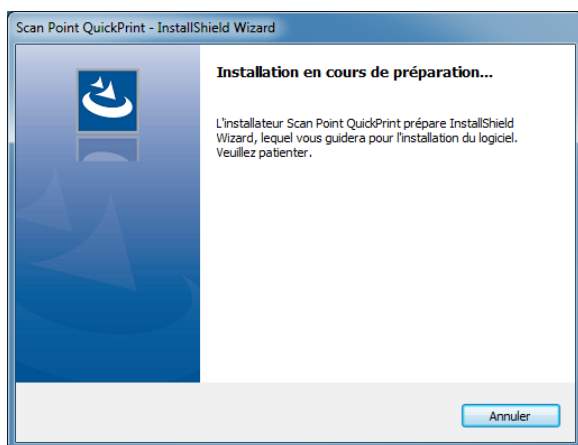 Scan Point QuickPrint - InstallShield Wizard
Installation en cours de préparation...
L'installateur Scan Point QuickPrint prépare InstallShield
Wizard, lequel vous guidera pour l'installation du logiciel.
Veuillez patienter.
Annuler